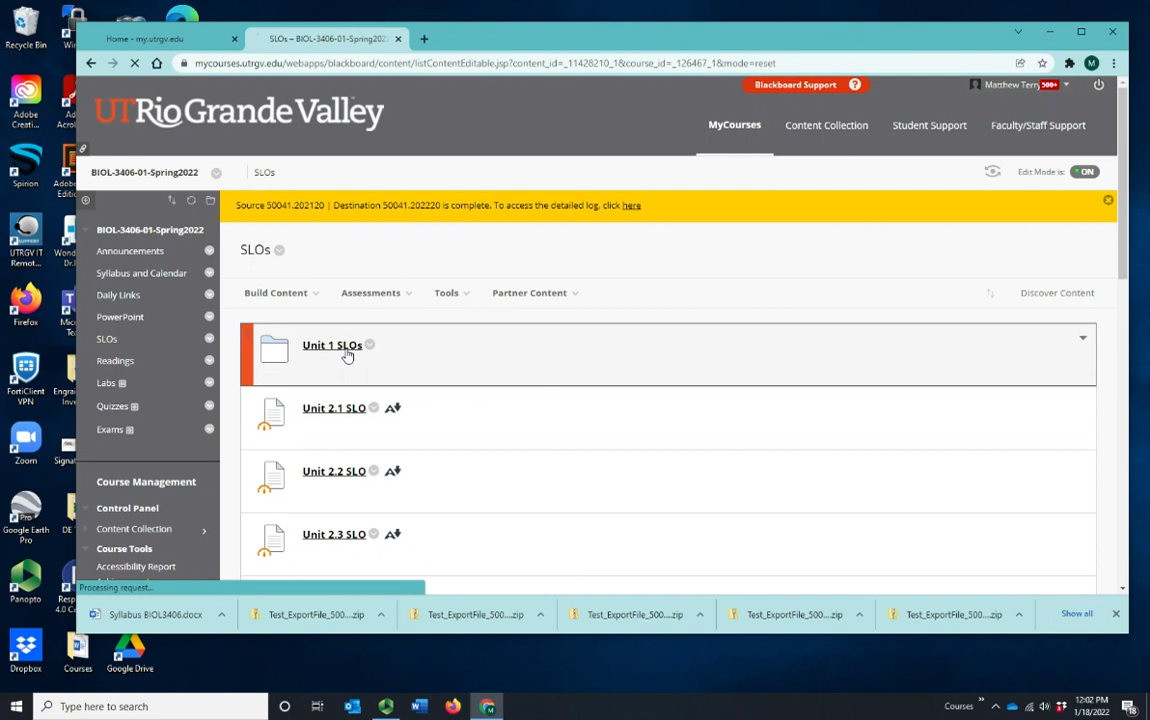 Home - my.utrgv.edu
SLOs – BIOL-3406-01-Spring202
mycourses.utrgv.edu/webapps/blackboard/content/listContentEditable.jsp?content_id=_11428210_1&course_id=_126467_1&mode=reset
Blackboard Support
Matthew Terry
500+
UTRioGrandeValley
MyCourses
Content Collection
Student Support
Faculty/Staff Support
BIOL-3406-01-Spring2022
SLOs
Edit Mode is:
ON
Source 50041.202120 | Destination 50041.202220 is complete. To access the detailed log, click here
BIOL-3406-01-Spring2022
Announcements
Syllabus and Calendar
Daily Links
PowerPoint
SLOs
Readings
Labs
Quizzes
Exams
Course Management
Control Panel
Content Collection
Course Tools
Accessibility Report
SLOs
Build Content
Assessments
Tools
Partner Content
Discover Content
Unit 1 SLOs
Unit 2.1 SLO
Unit 2.2 SLO
Unit 2.3 SLO
Processing request...
Syllabus BIOL3406.docx
Test_ExportFile_500....zip
Test_ExportFile_500....zip
Test_ExportFile_500....zip
Test_ExportFile_500....zip
Test_ExportFile_500....zip
Show all
Recycle Bin
Adobe
Creati...
Spirion
UTRGV IT
Remot...
Firefox
FortiClient
VPN
Zoom
Google Earth
Pro
Panopto
Dropbox
Courses
Google Drive
Type here to search
Courses
12:02 PM
1/18/2022
18